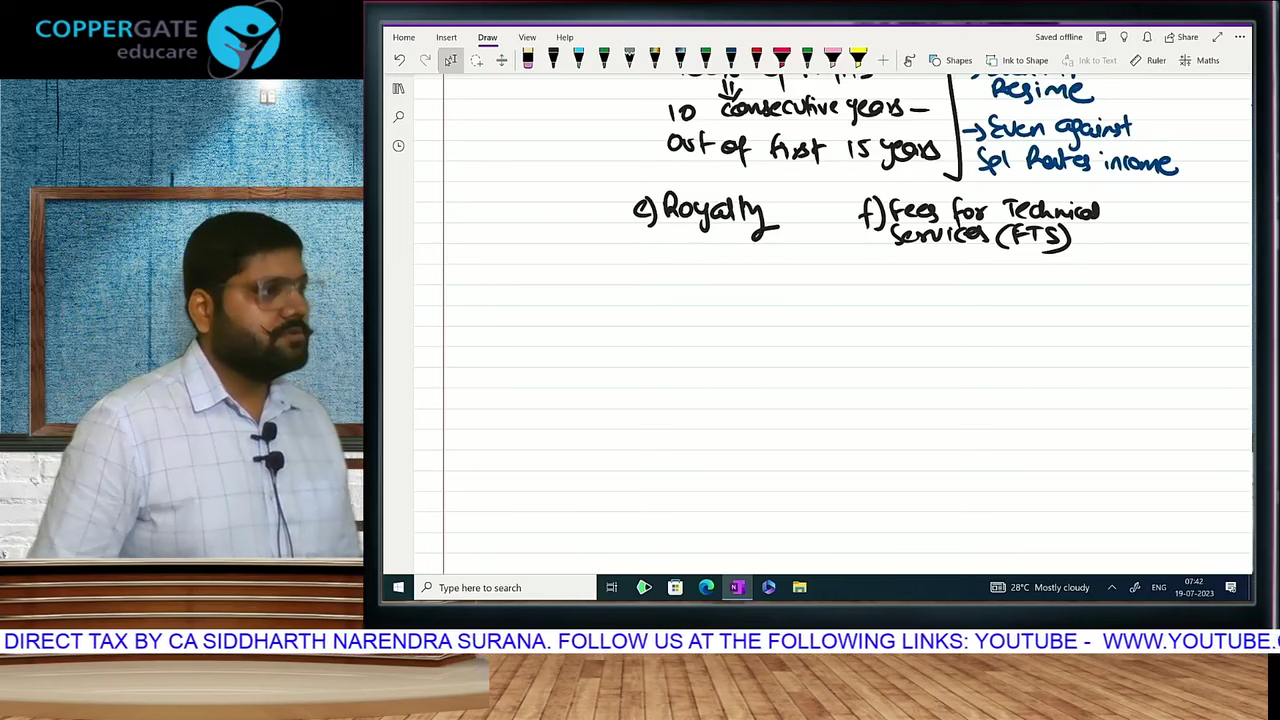 COPPERGATE
educare
Home Insert Draw View Help
Saved offline
Share
Shapes
Ink to Shape
Ink to Text
Ruler
Maths
Regime
10 consecutive years –
out of first 15 years
→ Even against
Spl Rates income
e) Royalty
f) Fees for Technical
Services (FTS)
Type here to search
28°C Mostly cloudy
ENG
07:42
19-07-2023
DIRECT TAX BY CA SIDDHARTH NARENDRA SURANA. FOLLOW US AT THE FOLLOWING LINKS: YOUTUBE - WWW.YOUTUBE.